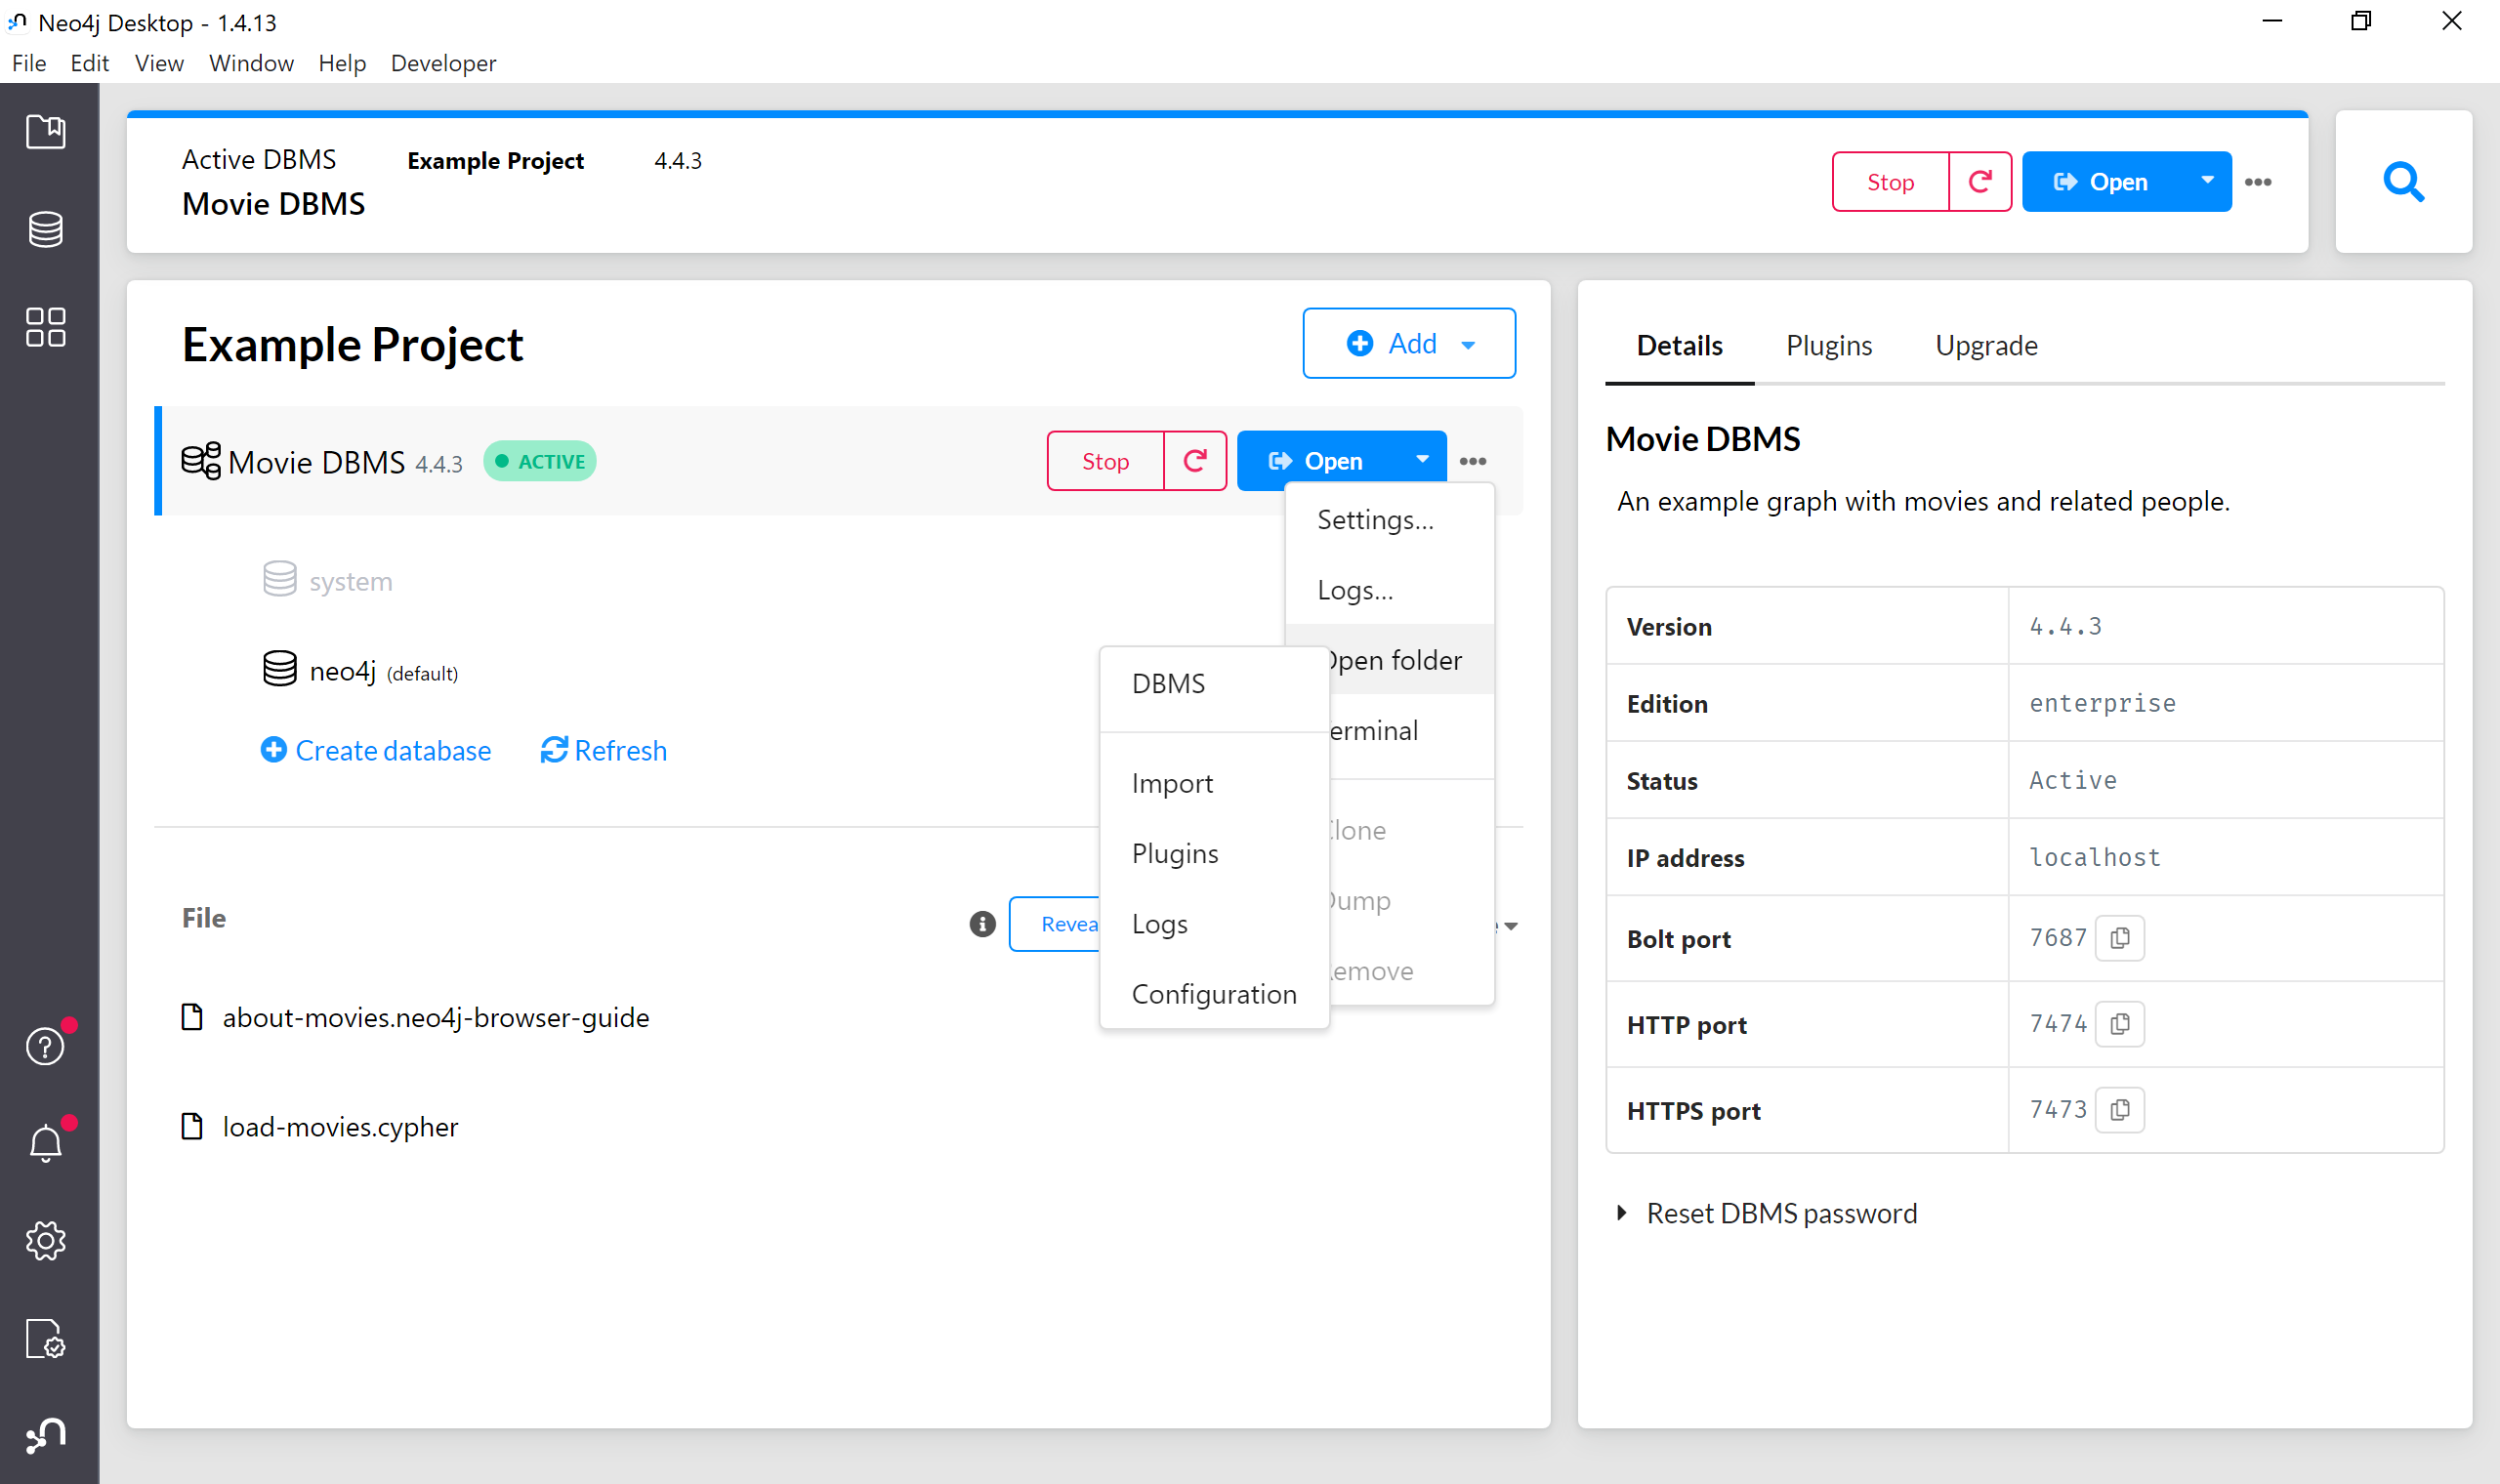 Neo4j Desktop - 1.4.13
File Edit View Window Help Developer
Active DBMS Example Project 4.4.3
Movie DBMS
Stop Open
Example Project
Add
Movie DBMS 4.4.3 ACTIVE
Stop Open
Settings...
Logs...
Open folder
Terminal
Clone
Dump
Remove
DBMS
Import
Plugins
Logs
Configuration
system
neo4j (default)
Create database Refresh
File
Revea
about-movies.neo4j-browser-guide
load-movies.cypher
Details Plugins Upgrade
Movie DBMS
An example graph with movies and related people.
Version 4.4.3
Edition enterprise
Status Active
IP address localhost
Bolt port 7687
HTTP port 7474
HTTPS port 7473
Reset DBMS password